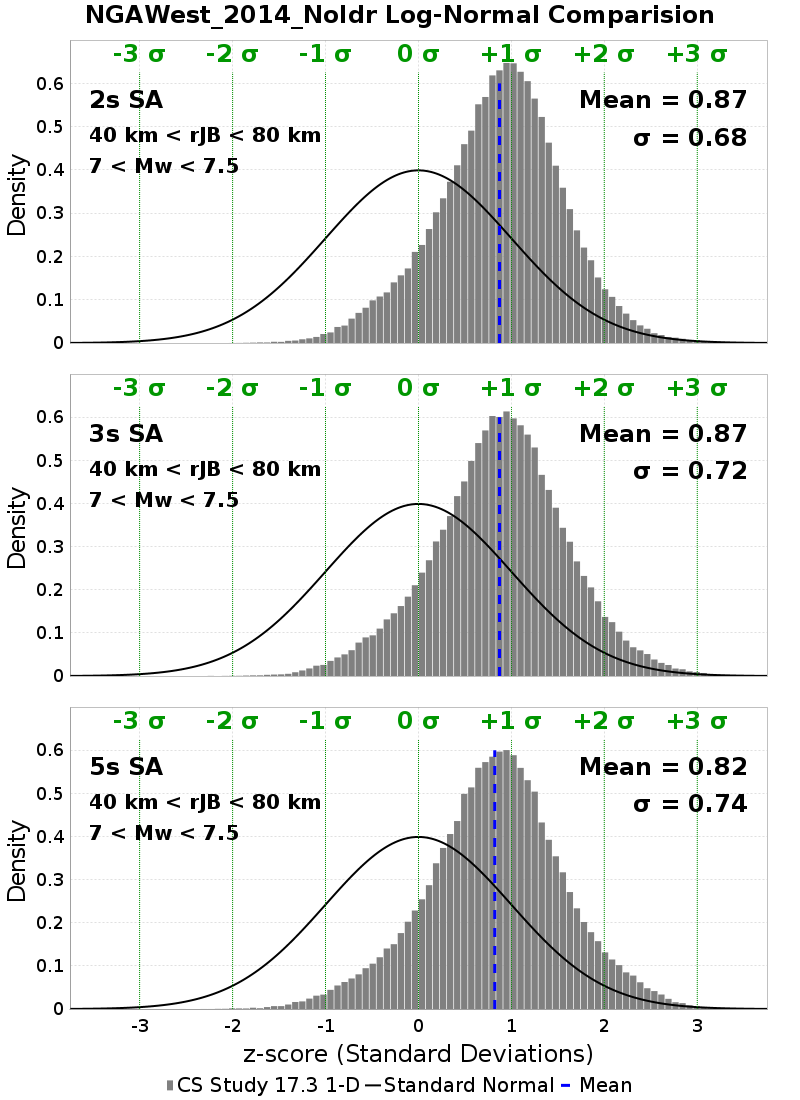 NGAWest_2014_NoIdr Log-Normal Comparision
-3 σ -2 σ -1 σ 0 σ +1 σ +2 σ +3 σ
2s SA
Mean = 0.87
40 km < rJB < 80 km
σ = 0.68
7 < Mw < 7.5
Density
0.6
0.5
0.4
0.3
0.2
0.1
0
-3 σ -2 σ -1 σ 0 σ +1 σ +2 σ +3 σ
3s SA
Mean = 0.87
40 km < rJB < 80 km
σ = 0.72
7 < Mw < 7.5
Density
0.6
0.5
0.4
0.3
0.2
0.1
0
-3 σ -2 σ -1 σ 0 σ +1 σ +2 σ +3 σ
5s SA
Mean = 0.82
40 km < rJB < 80 km
σ = 0.74
7 < Mw < 7.5
Density
0.6
0.5
0.4
0.3
0.2
0.1
0
-3 -2 -1 0 1 2 3
z-score (Standard Deviations)
CS Study 17.3 1-D Standard Normal Mean